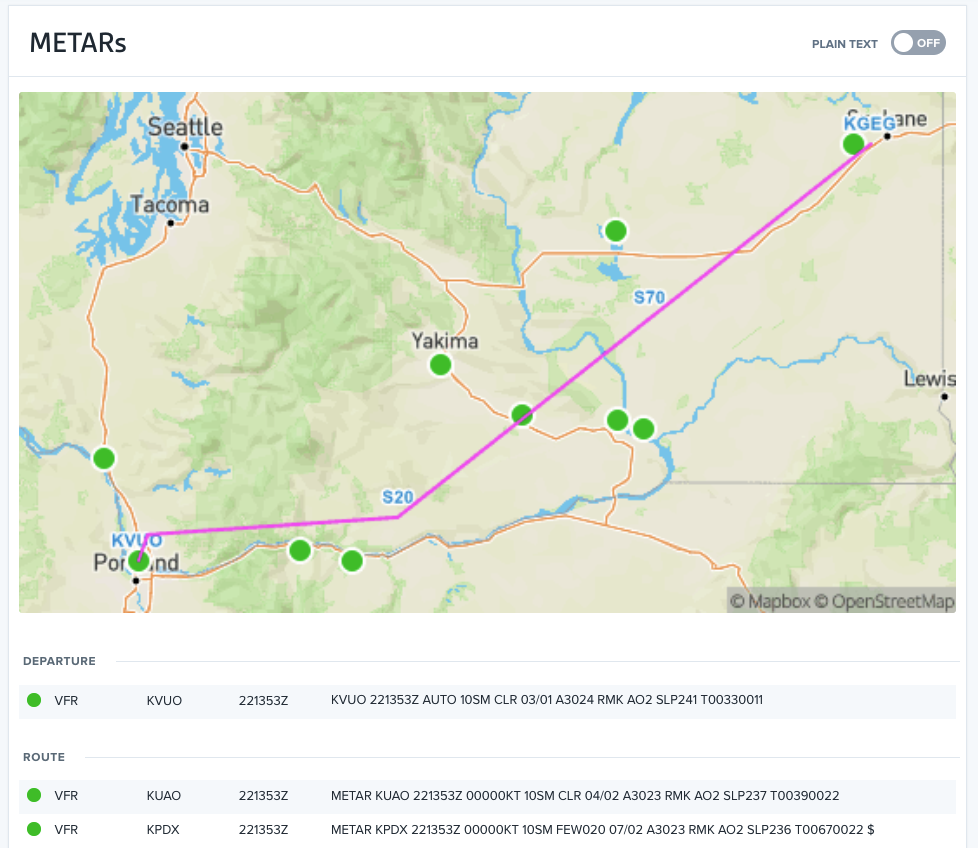 METARs
PLAIN TEXT OFF
Seattle
KGEG
Tacoma
S70
Yakima
Lewis
S20
KVUO
© Mapbox © OpenStreetMap
DEPARTURE
VFR KVUO 221353Z KVUO 221353Z AUTO 10SM CLR 03/01 A3024 RMK AO2 SLP241 T00330011
ROUTE
VFR KUAO 221353Z METAR KUAO 221353Z 00000KT 10SM CLR 04/02 A3023 RMK AO2 SLP237 T00390022
VFR KPDX 221353Z METAR KPDX 221353Z 00000KT 10SM FEW020 07/02 A3023 RMK AO2 SLP236 T00670022 $